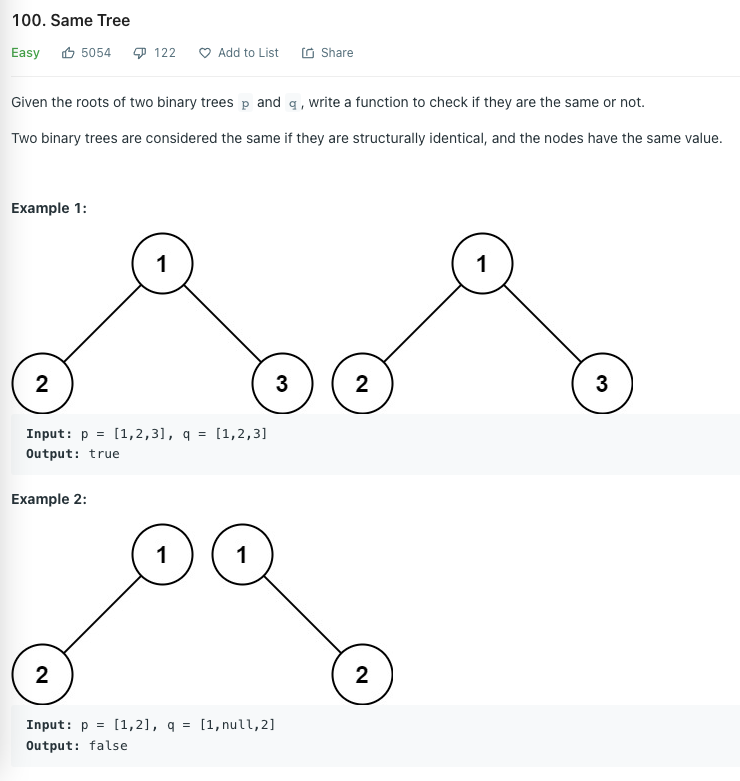 100. Same Tree
Easy 5054 122 Add to List Share
Given the roots of two binary trees p and q, write a function to check if they are the same or not.
Two binary trees are considered the same if they are structurally identical, and the nodes have the same value.
Example 1:
1 1
2 3 2 3
Input: p = [1,2,3], q = [1,2,3]
Output: true
Example 2:
1 1
2 2
Input: p = [1,2], q = [1,null,2]
Output: false